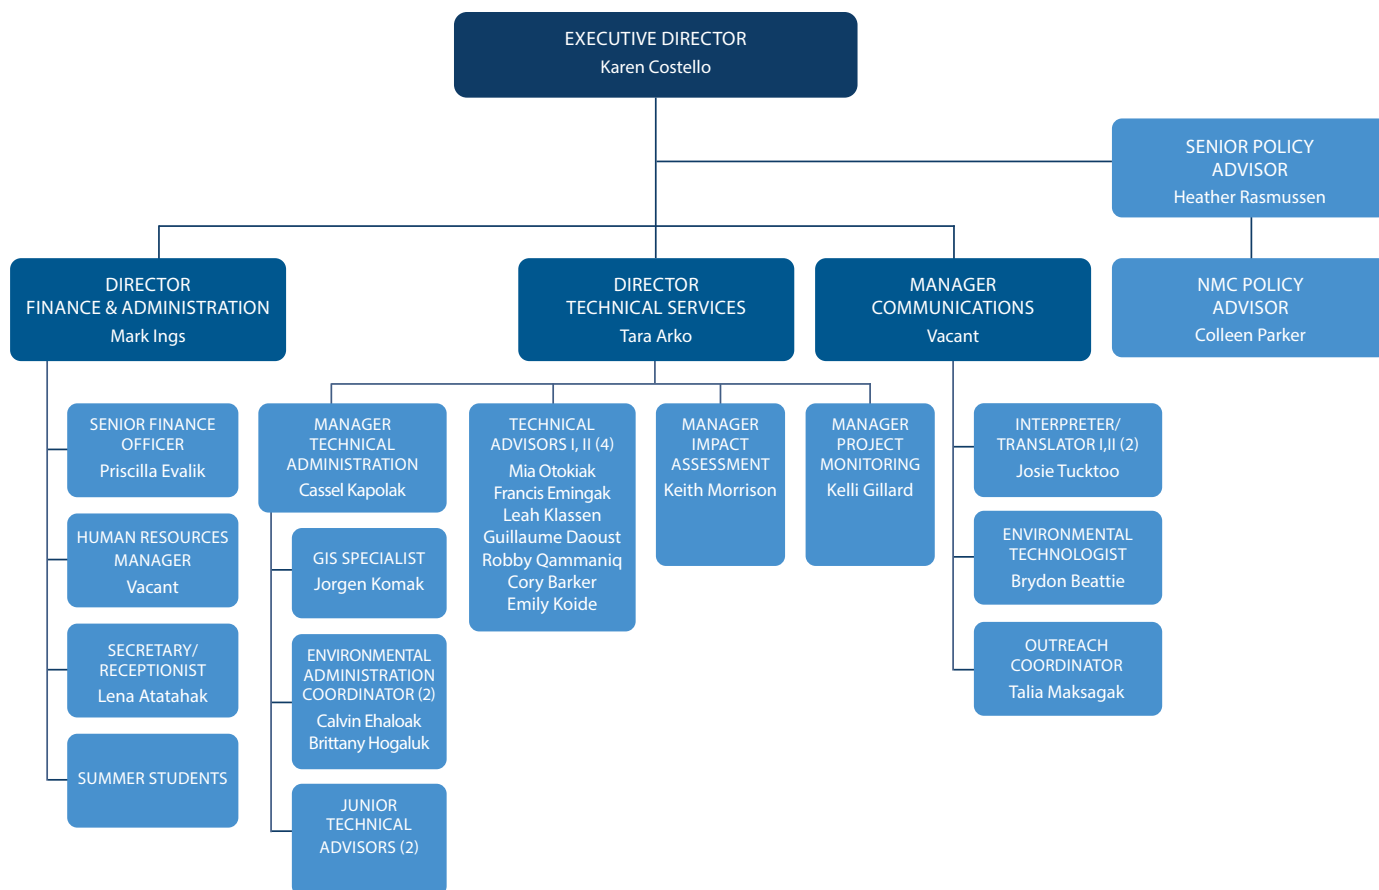 EXECUTIVE DIRECTOR
Karen Costello
SENIOR POLICY
ADVISOR
Heather Rasmussen
DIRECTOR
FINANCE & ADMINISTRATION
Mark Ings
DIRECTOR
TECHNICAL SERVICES
Tara Arko
MANAGER
COMMUNICATIONS
Vacant
NMC POLICY
ADVISOR
Colleen Parker
SENIOR FINANCE
OFFICER
Priscilla Evalik
HUMAN RESOURCES
MANAGER
Vacant
SECRETARY/
RECEPTIONIST
Lena Atatahak
SUMMER STUDENTS
MANAGER
TECHNICAL
ADMINISTRATION
Cassel Kapolak
GIS SPECIALIST
Jorgen Komak
ENVIRONMENTAL
ADMINISTRATION
COORDINATOR (2)
Calvin Ehaloak
Brittany Hogaluk
JUNIOR
TECHNICAL
ADVISORS (2)
TECHNICAL
ADVISORS I, II (4)
Mia Otokiak
Francis Emingak
Leah Klassen
Guillaume Daoust
Robby Qammaniq
Cory Barker
Emily Koide
MANAGER
IMPACT
ASSESSMENT
Keith Morrison
MANAGER
PROJECT
MONITORING
Kelli Gillard
INTERPRETER/
TRANSLATOR I,II (2)
Josie Tucktoo
ENVIRONMENTAL
TECHNOLOGIST
Brydon Beattie
OUTREACH
COORDINATOR
Talia Maksagak